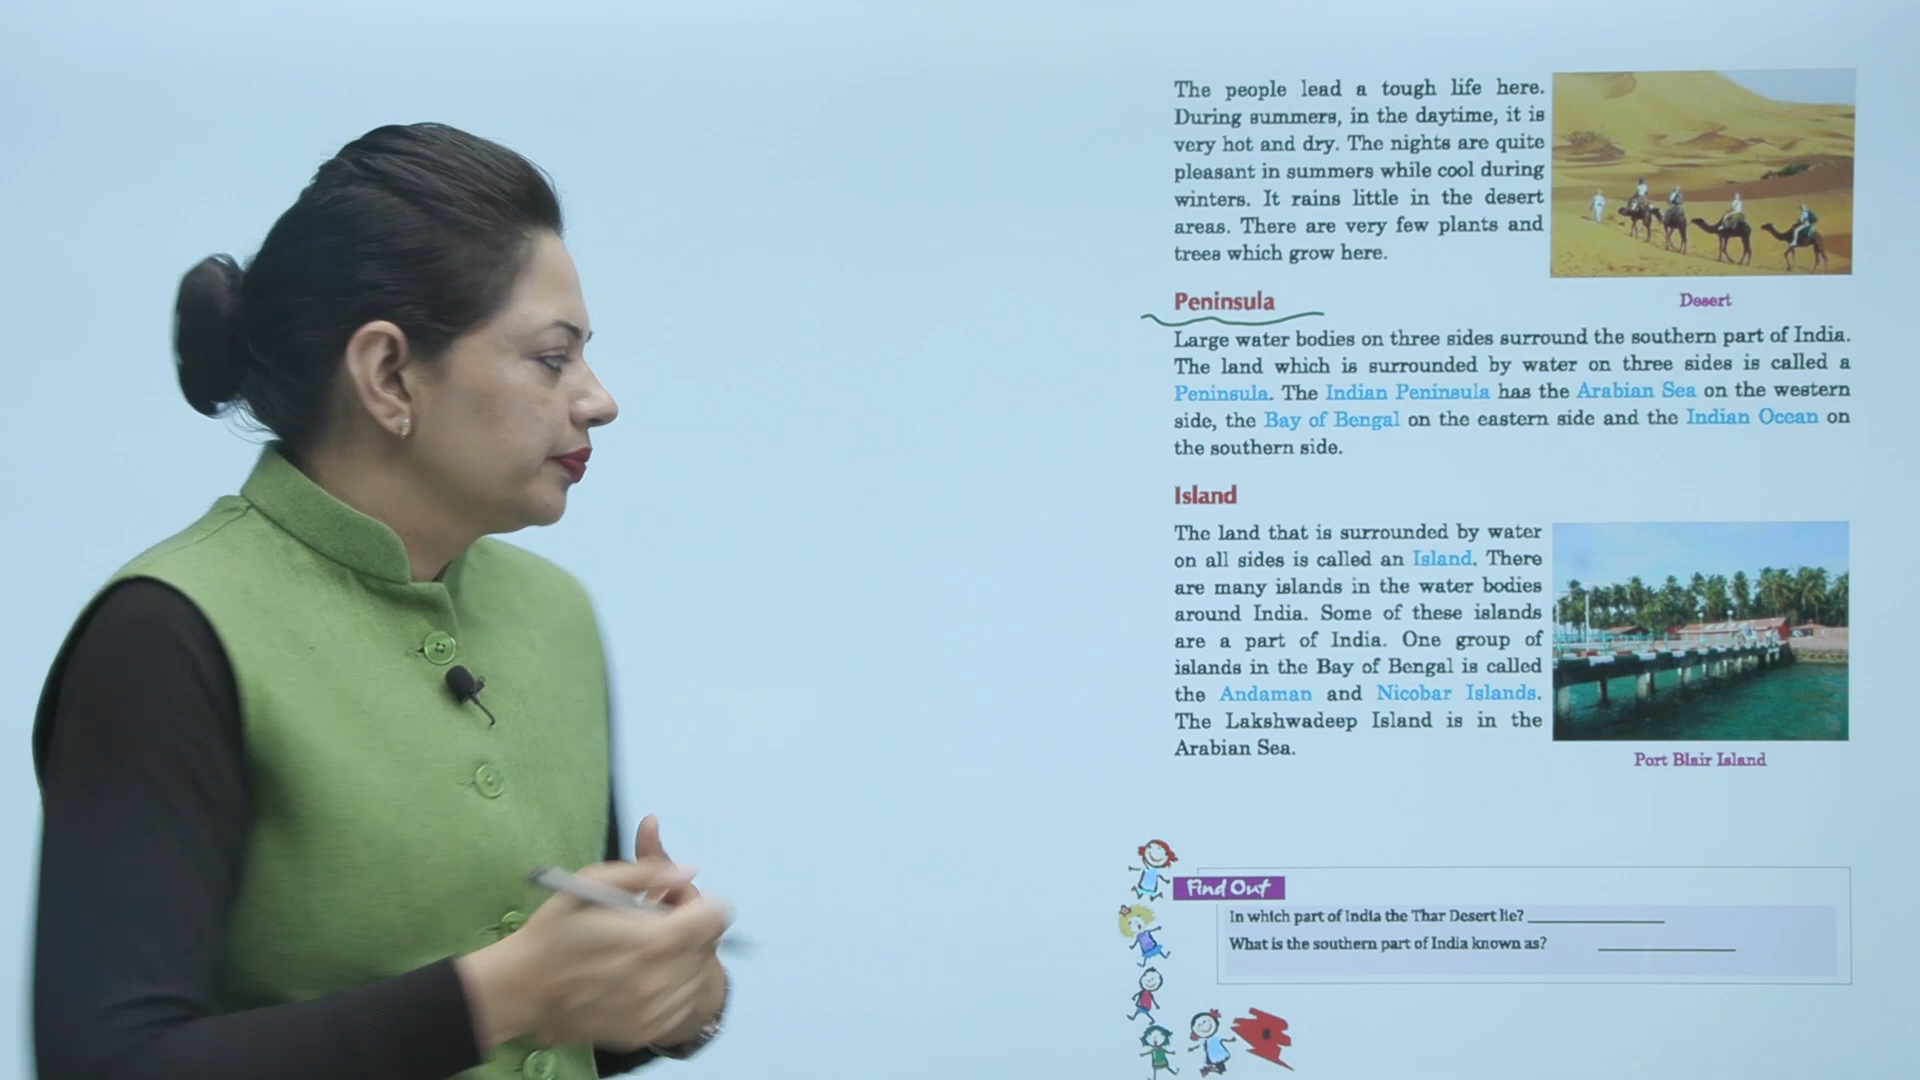 The people lead a tough life here.
During summers, in the daytime, it is
very hot and dry. The nights are quite
pleasant in summers while cool during
winters. It rains little in the desert
areas. There are very few plants and
trees which grow here.
Desert
Peninsula
Large water bodies on three sides surround the southern part of India.
The land which is surrounded by water on three sides is called a
Peninsula. The Indian Peninsula has the Arabian Sea on the western
side, the Bay of Bengal on the eastern side and the Indian Ocean on
the southern side.
Island
The land that is surrounded by water
on all sides is called an Island. There
are many islands in the water bodies
around India. Some of these islands
are a part of India. One group of
islands in the Bay of Bengal is called
the Andaman and Nicobar Islands.
The Lakshwadeep Island is in the
Arabian Sea.
Port Blair Island
Find Out
In which part of India the Thar Desert lie?
What is the southern part of India known as?